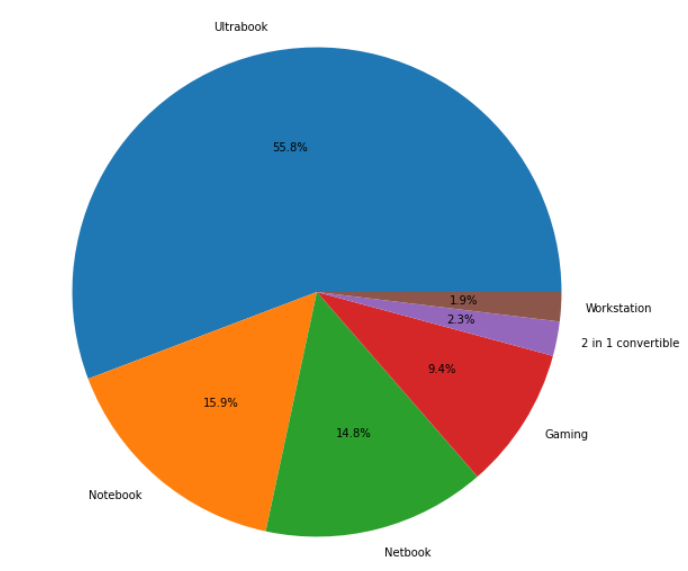 Ultrabook
55.8%
1.9%
Workstation
2.3%
2 in 1 convertible
9.4%
15.9%
14.8%
Gaming
Notebook
Netbook